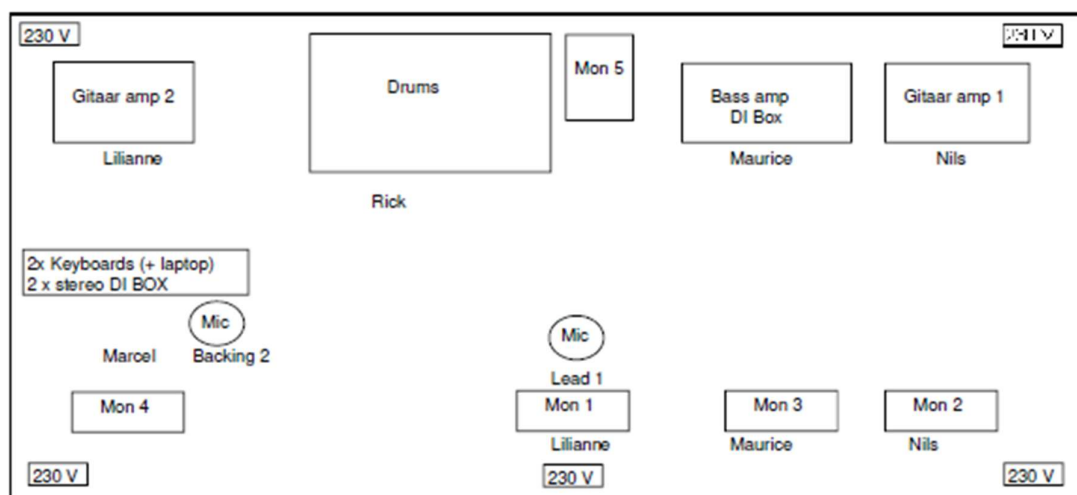 230 V
230 V
Gitaar amp 2
Lilianne
Drums
Rick
Mon 5
Bass amp
DI Box
Maurice
Gitaar amp 1
Nils
2x Keyboards (+ laptop)
2 x stereo DI BOX
Mic
Marcel
Backing 2
Mic
Lead 1
Mon 4
Mon 1
Lilianne
Mon 3
Maurice
Mon 2
Nils
230 V
230 V
230 V